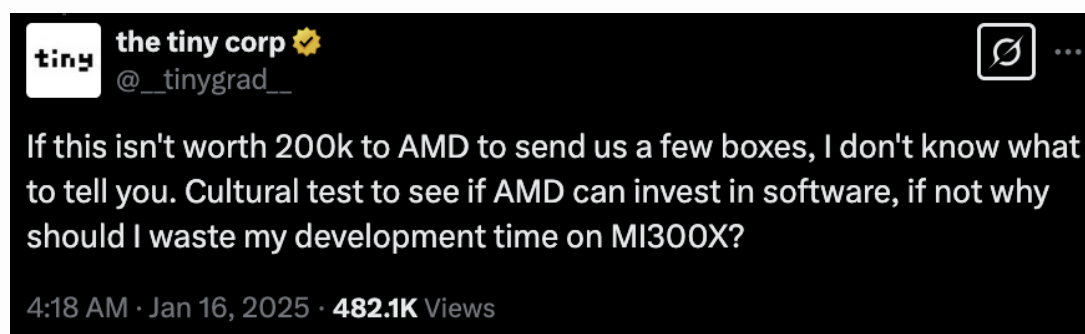 tiny
the tiny corp
@__tinygrad__
If this isn't worth 200k to AMD to send us a few boxes, I don't know what
to tell you. Cultural test to see if AMD can invest in software, if not why
should I waste my development time on MI300X?
4:18 AM · Jan 16, 2025 · 482.1K Views